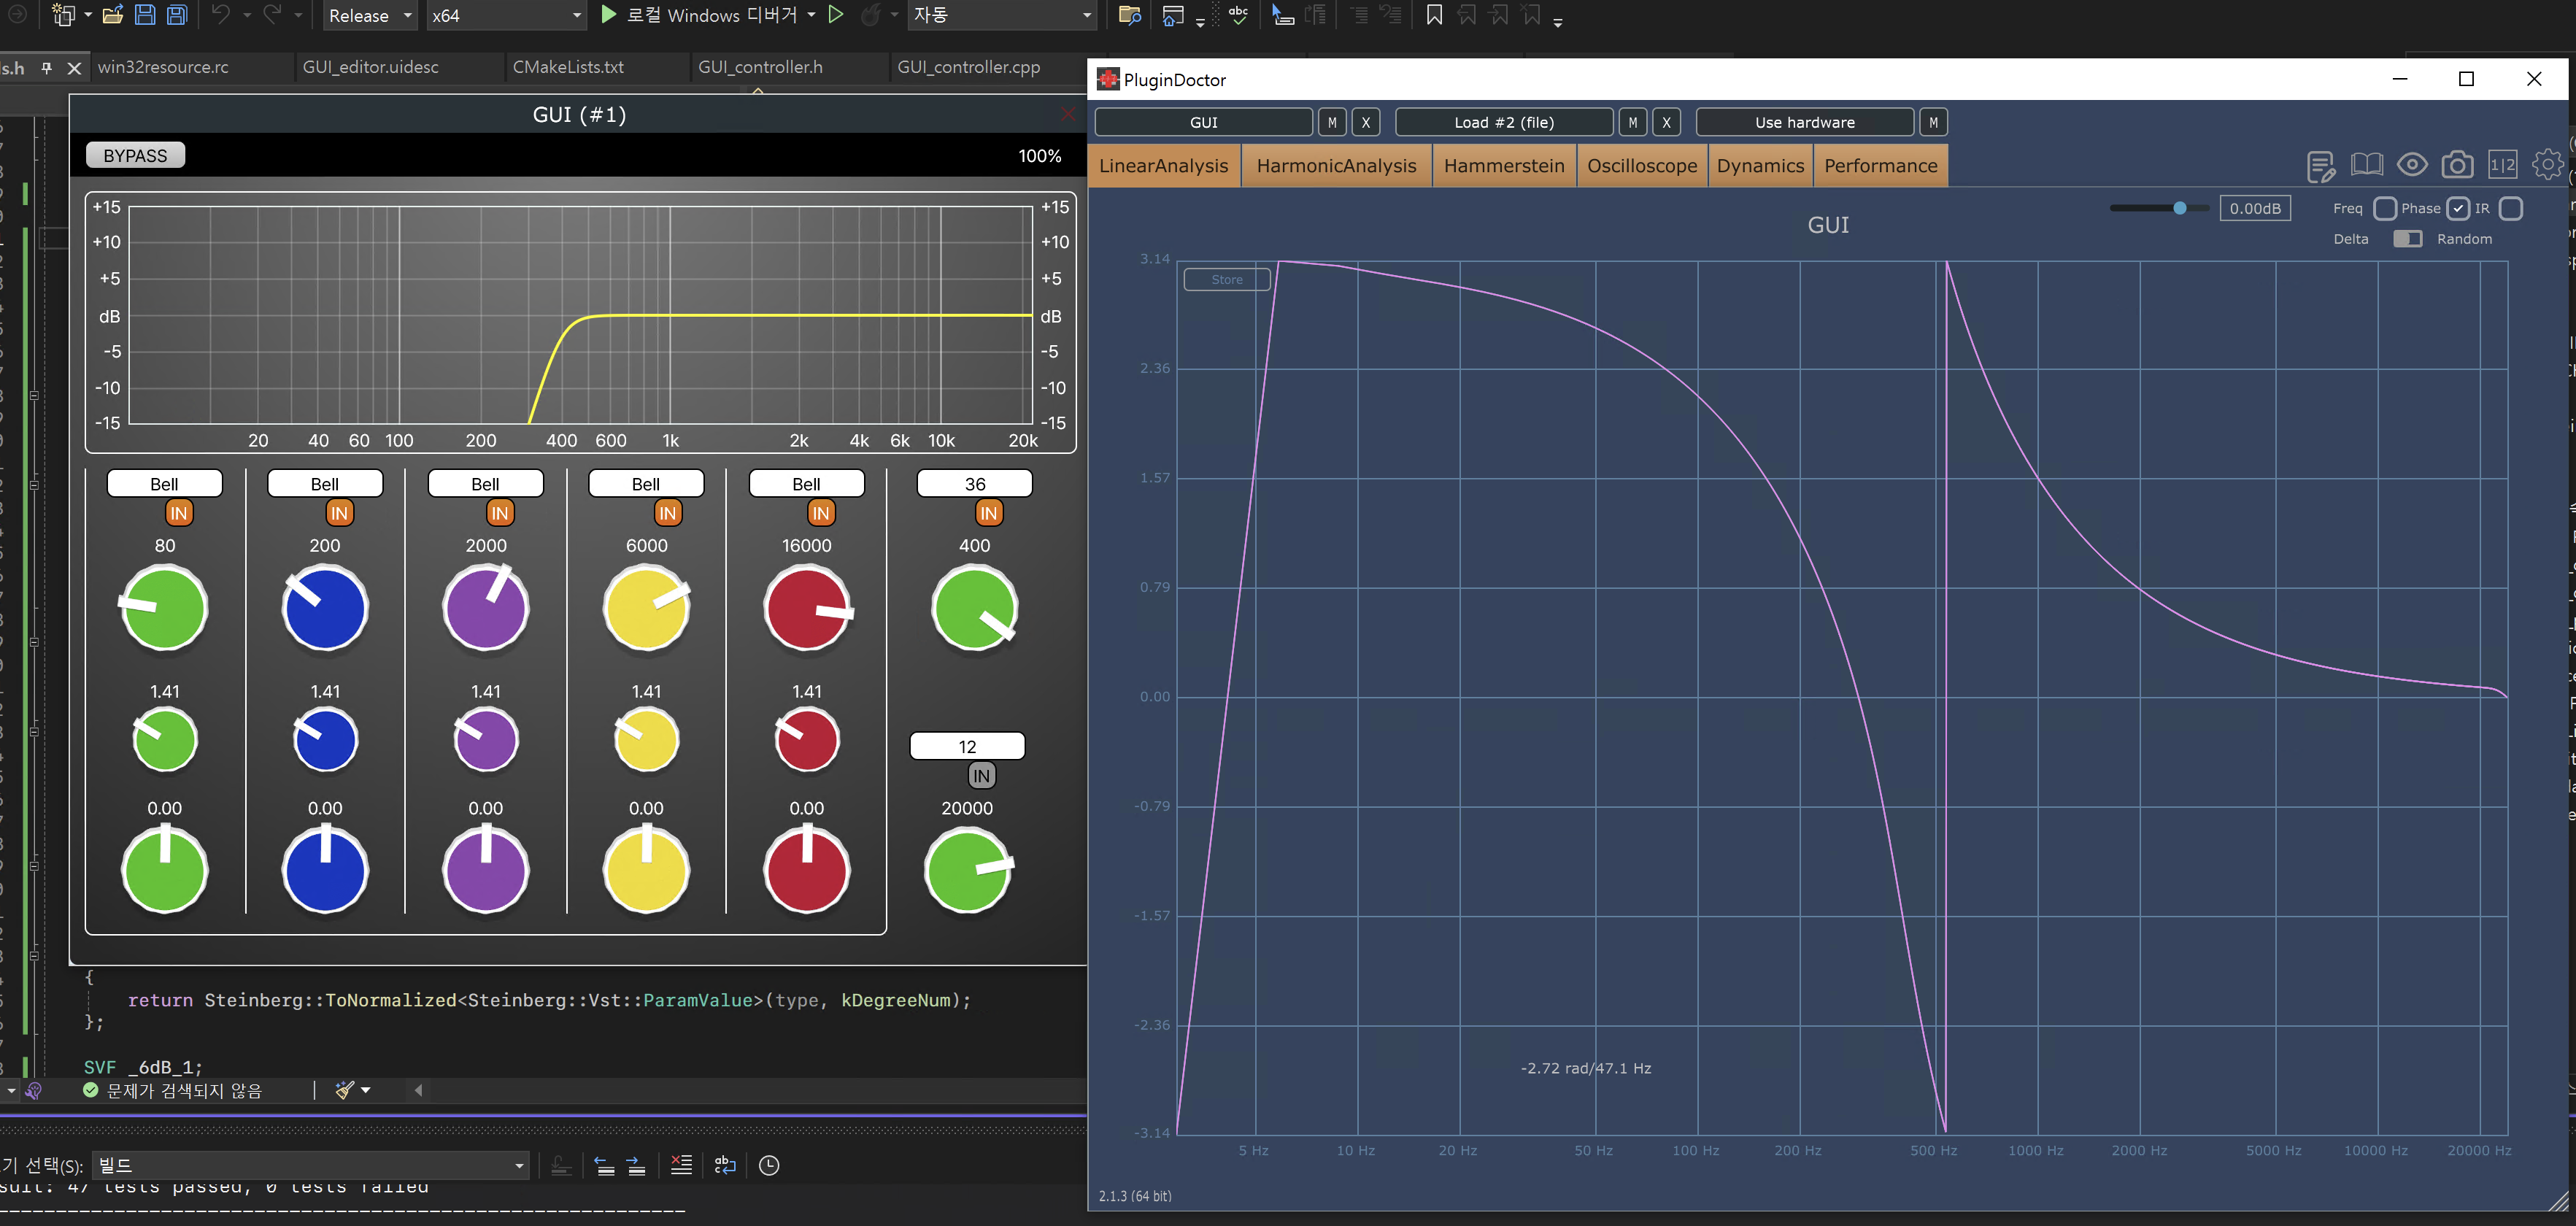 Release
x64
로컬 Windows 디버거
자동
abc
s.h
win32resource.rc
GUI_editor.uidesc
CMakeLists.txt
GUI_controller.h
GUI_controller.cpp
GUI (#1)
BYPASS
100%
+15
+10
+5
dB
-5
-10
-15
+15
+10
+5
dB
-5
-10
-15
20 40 60 100 200 400 600 1k 2k 4k 6k 10k 20k
Bell Bell Bell Bell Bell 36
IN IN IN IN IN IN
80 200 2000 6000 16000 400
1.41 1.41 1.41 1.41 1.41
12
IN
0.00 0.00 0.00 0.00 0.00 20000
{
return Steinberg::ToNormalized<Steinberg::Vst::ParamValue>(type, kDegreeNum);
};
SVF _6dB_1;
문제가 검색되지 않음
기 선택(S): 빌드
sult: 47 tests passed, 0 tests failed
PluginDoctor
GUI M X Load #2 (file) M X Use hardware M
LinearAnalysis HarmonicAnalysis Hammerstein Oscilloscope Dynamics Performance
1|2
GUI
0.00dB
Freq Phase IR
Delta Random
Store
3.14
2.36
1.57
0.79
0.00
-0.79
-1.57
-2.36
-3.14
-2.72 rad/47.1 Hz
5 Hz 10 Hz 20 Hz 50 Hz 100 Hz 200 Hz 500 Hz 1000 Hz 2000 Hz 5000 Hz 10000 Hz 20000 Hz
2.1.3 (64 bit)